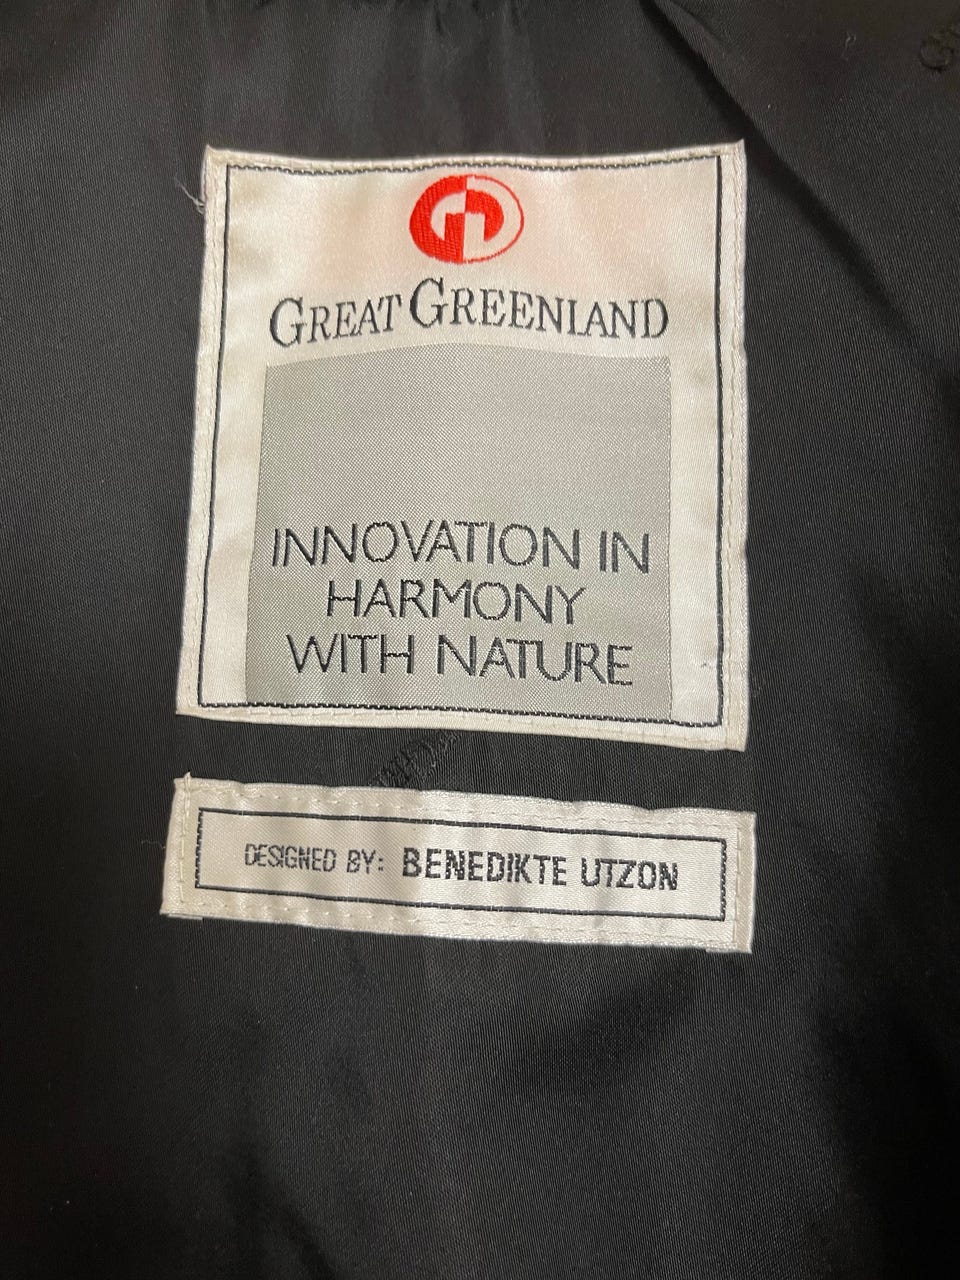 GREAT GREENLAND
INNOVATION IN
HARMONY
WITH NATURE
DESIGNED BY: BENEDIKTE UTZON